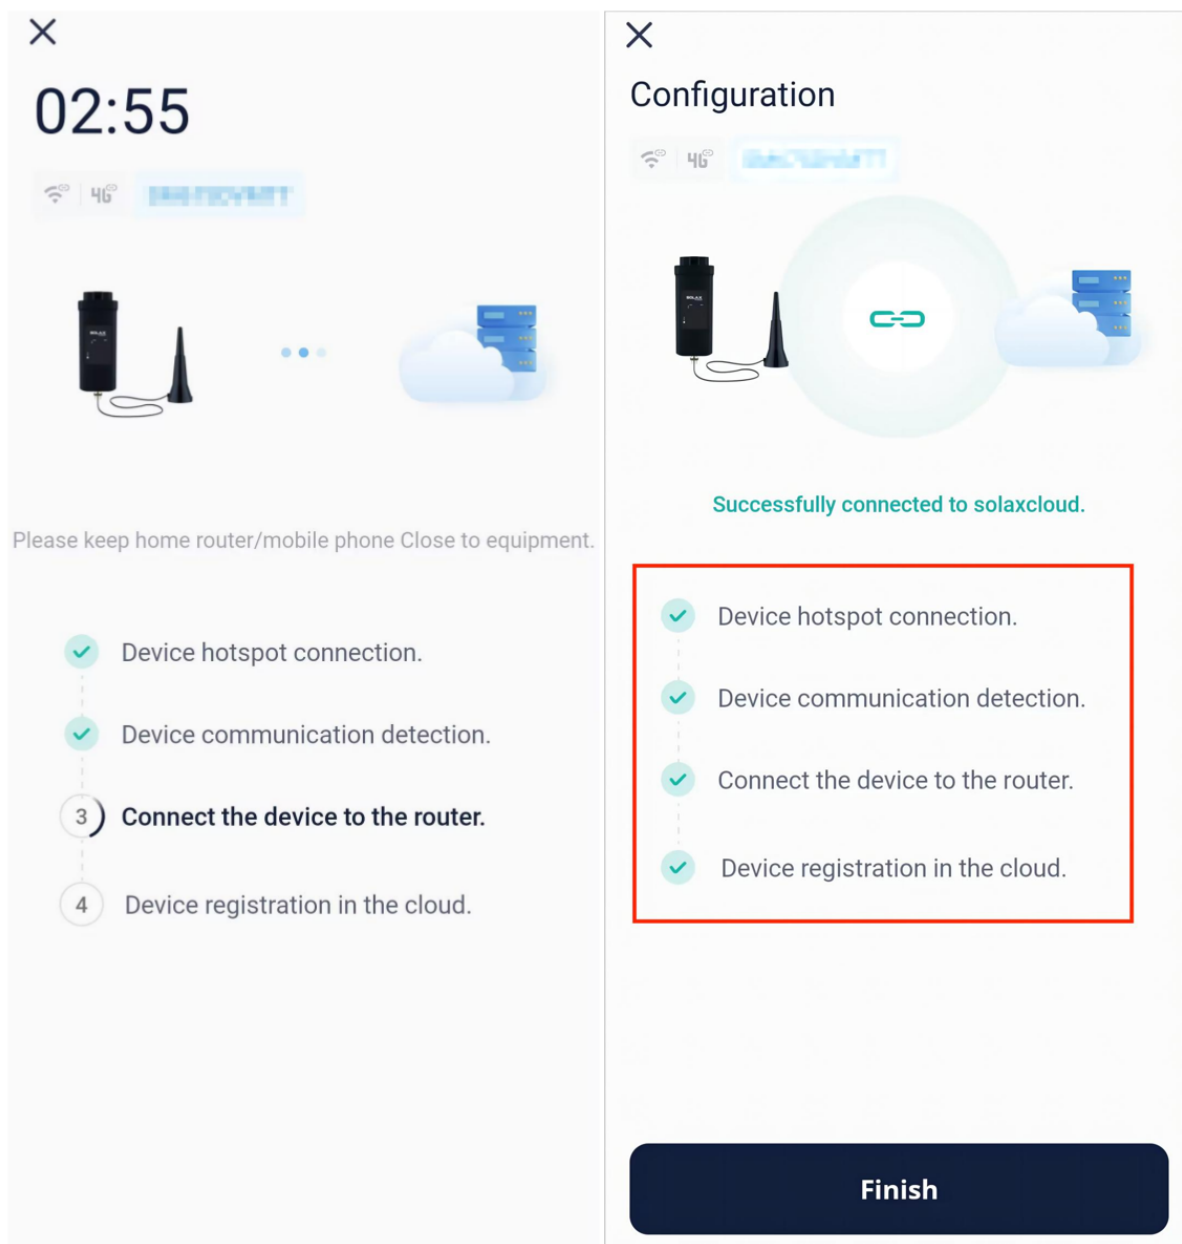 02:55
4G
Please keep home router/mobile phone Close to equipment.
Device hotspot connection.
Device communication detection.
3
Connect the device to the router.
4
Device registration in the cloud.
Configuration
4G
Successfully connected to solaxcloud.
Device hotspot connection.
Device communication detection.
Connect the device to the router.
Device registration in the cloud.
Finish